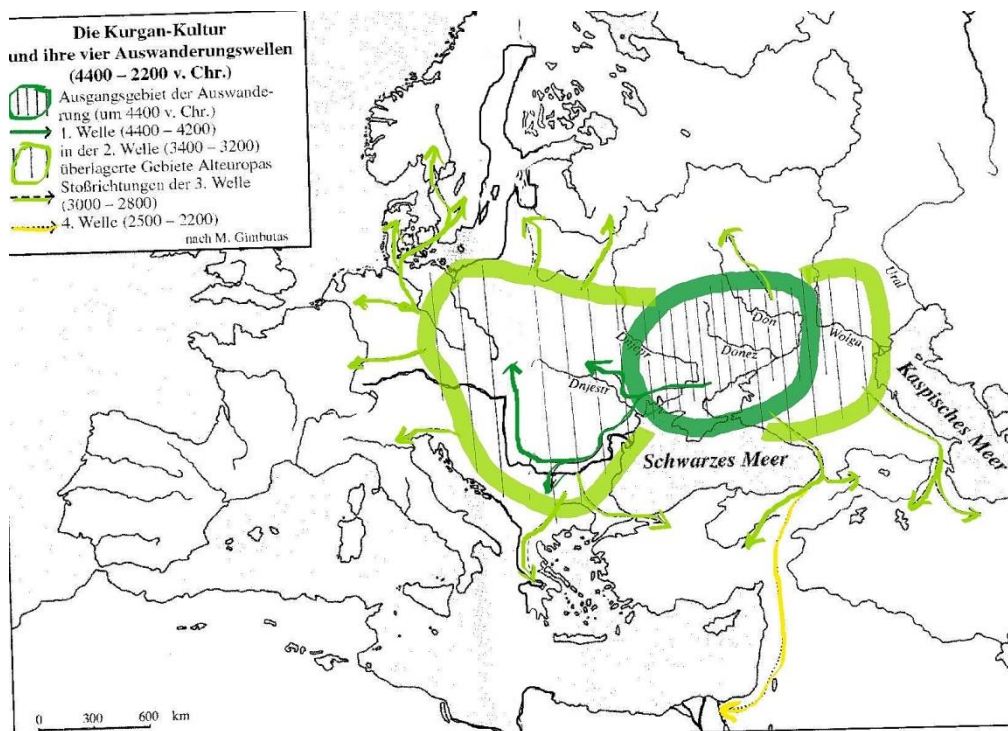 Die Kurgan-Kultur
und ihre vier Auswanderungswellen
(4400 – 2200 v. Chr.)
Ausgangsgebiet der Auswande-
rung (um 4400 v. Chr.)
1. Welle (4400 – 4200)
in der 2. Welle (3400 – 3200)
überlagerte Gebiete Alteuropas
Stoßrichtungen der 3. Welle
(3000 – 2800)
4. Welle (2500 – 2200)
nach M. Gimbutas
Ural
Don
Wolga
Dnjepr
Donez
Dnjestr
Kaspisches Meer
Schwarzes Meer
0 300 600 km